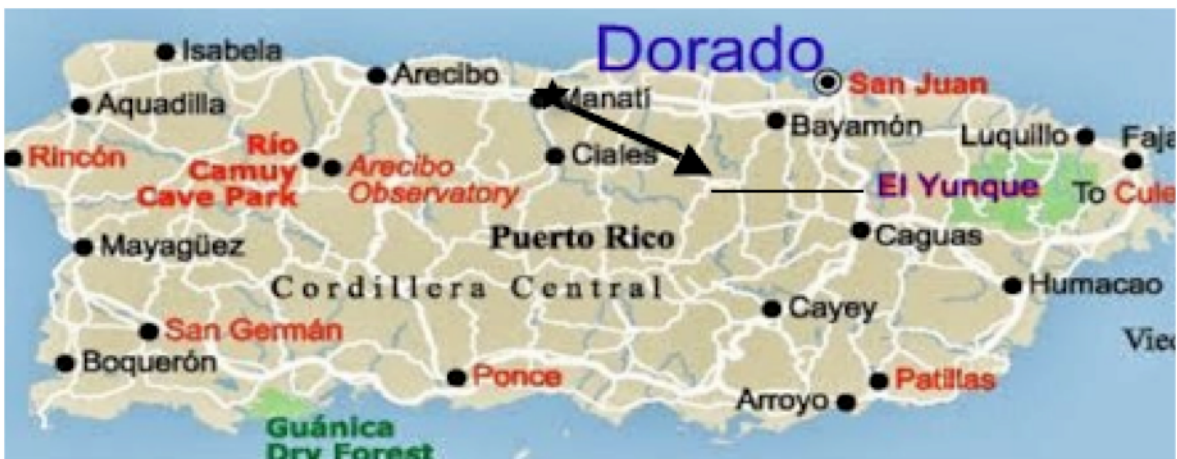 Dorado
Isabela
Arecibo
San Juan
Aquadilla
Manatí
Bayamón
Luquillo
Faja
Rincón
Río
Camuy
Cave Park
Arecibo
Observatory
Ciales
El Yunque
To Cule
Mayagüez
Puerto Rico
Caguas
Cordillera Central
Humacao
Cayey
San Germán
Viec
Boquerón
Ponce
Patillas
Arroyo
Guánica
Dry Forest